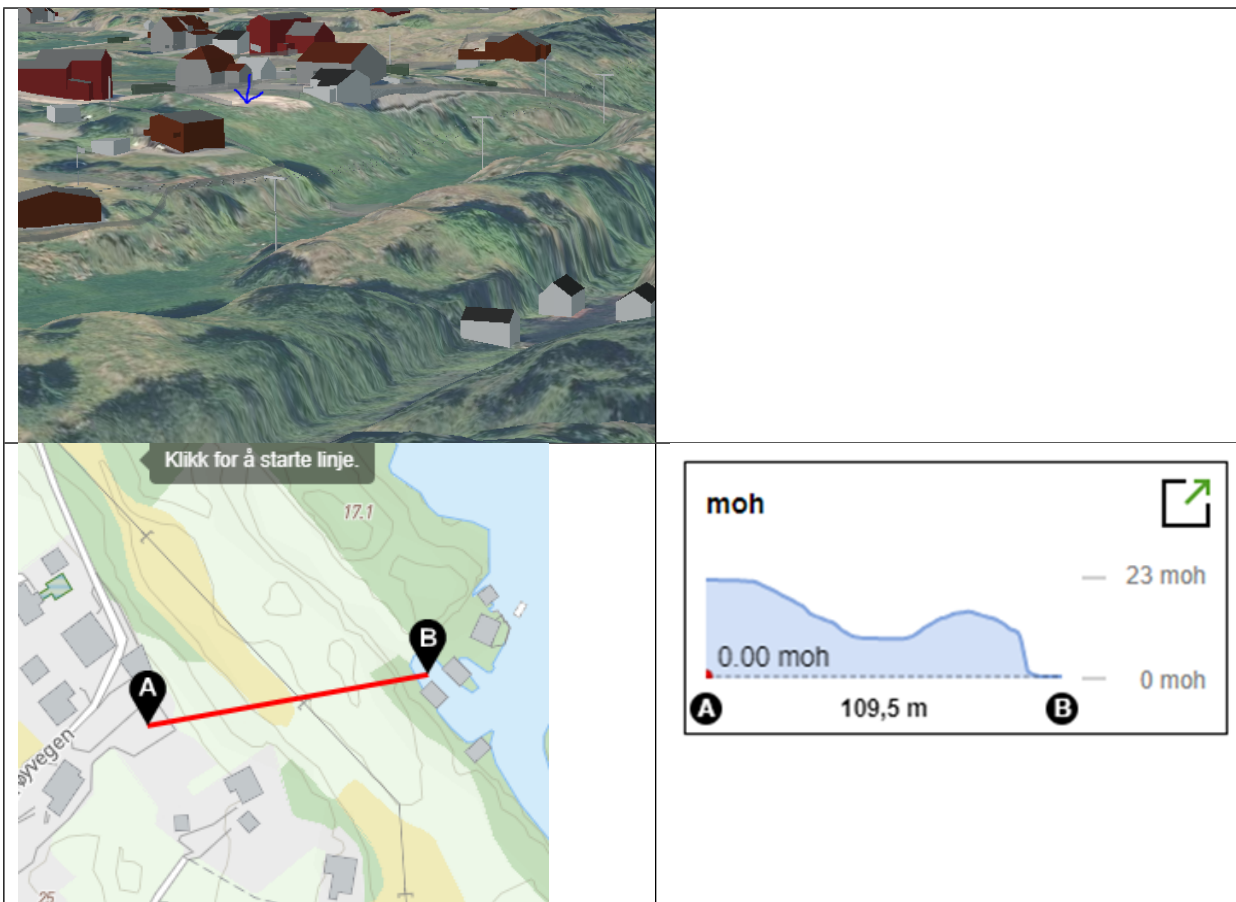 Klikk for å starte linje.
17.1
A
B
øyvegen
25
moh
23 moh
0.00 moh
0 moh
A
109,5 m
B